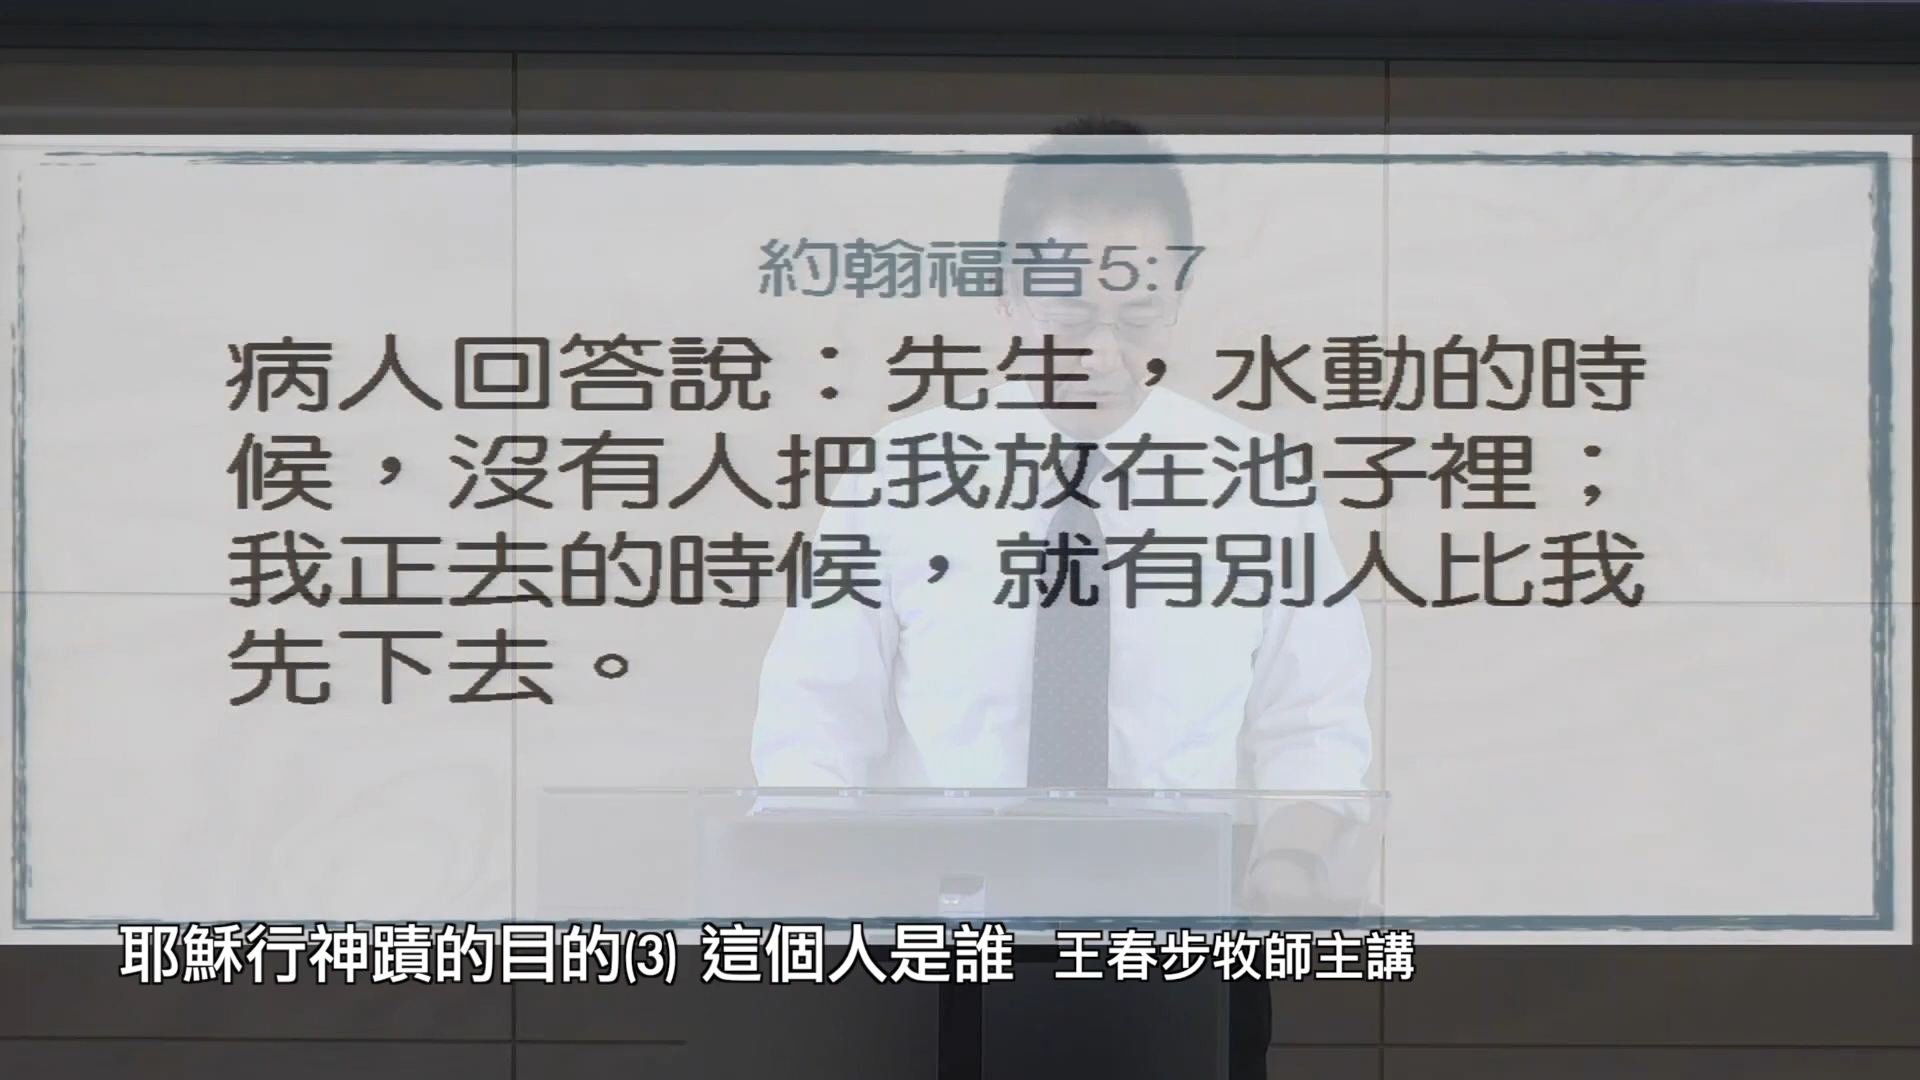 約翰福音5:7
病人回答說：先生，水動的時
候，沒有人把我放在池子裡；
我正去的時候，就有別人比我
先下去。
耶穌行神蹟的目的(3) 這個人是誰 王春步牧師主講